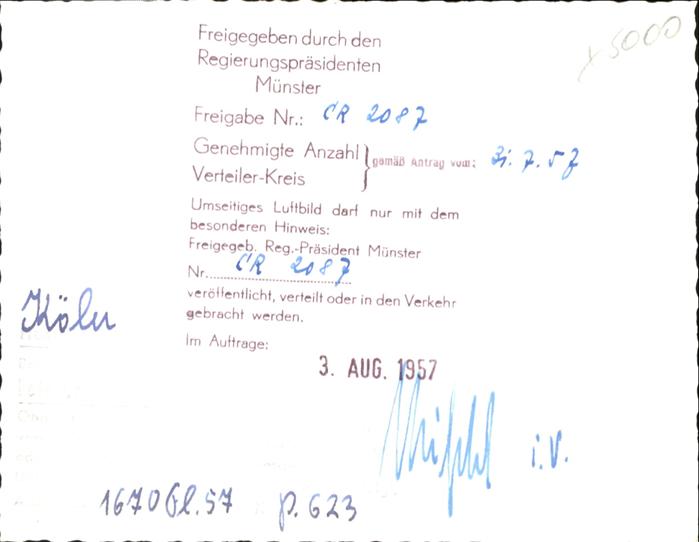 x5000
Freigegeben durch den
Regierungspräsidenten
Münster
Freigabe Nr.: CR 2087
Genehmigte Anzahl
Verteiler-Kreis
gemäß Antrag vom: 31. 7. 57
Umseitiges Luftbild darf nur mit dem
besonderen Hinweis:
Freigegeb. Reg.-Präsident Münster
Nr. CR 2087
veröffentlicht, verteilt oder in den Verkehr
gebracht werden.
Köln
Im Auftrage:
3. AUG. 1957
i.V.
1670 Gl.57 p.623